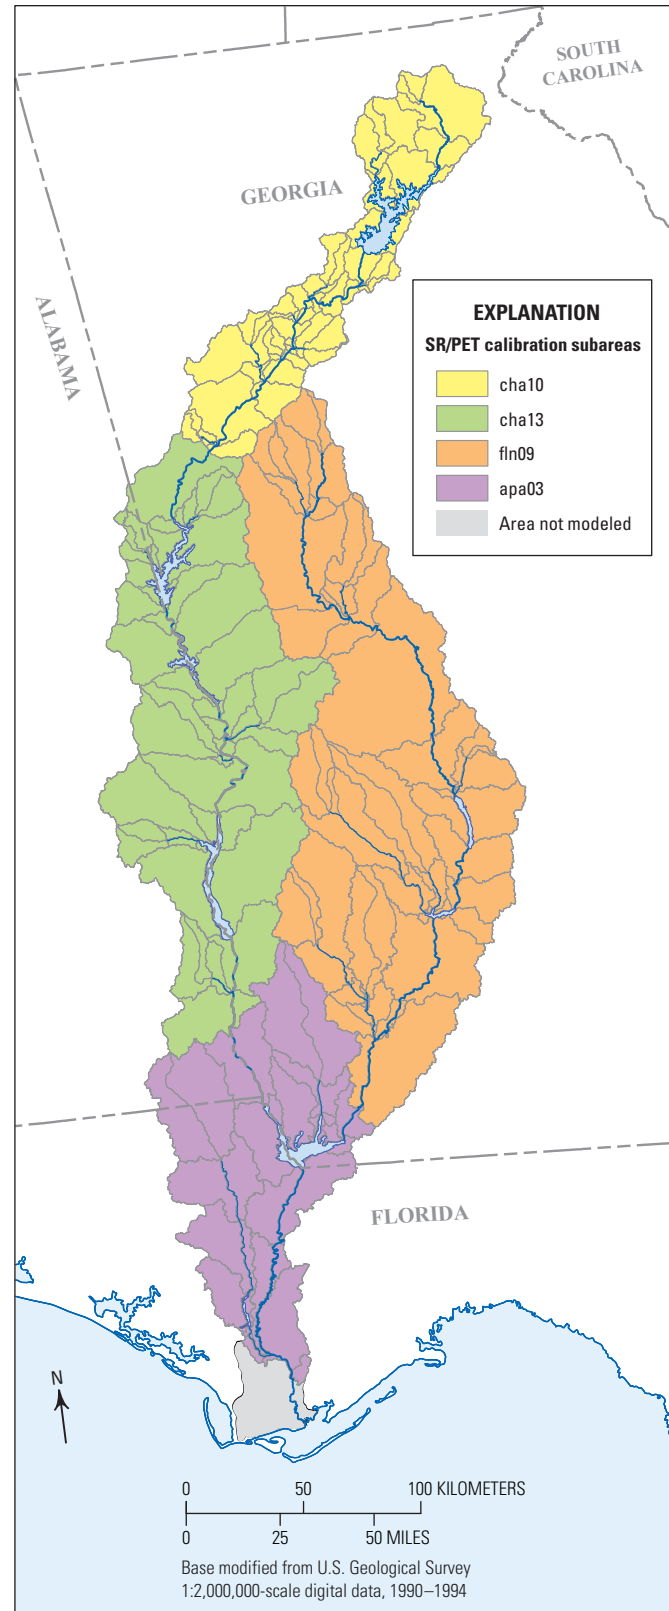 SOUTH
CAROLINA
GEORGIA
ALABAMA
EXPLANATION
SR/PET calibration subareas
cha10
cha13
fln09
apa03
Area not modeled
FLORIDA
N
0 50 100 KILOMETERS
0 25 50 MILES
Base modified from U.S. Geological Survey
1:2,000,000-scale digital data, 1990–1994